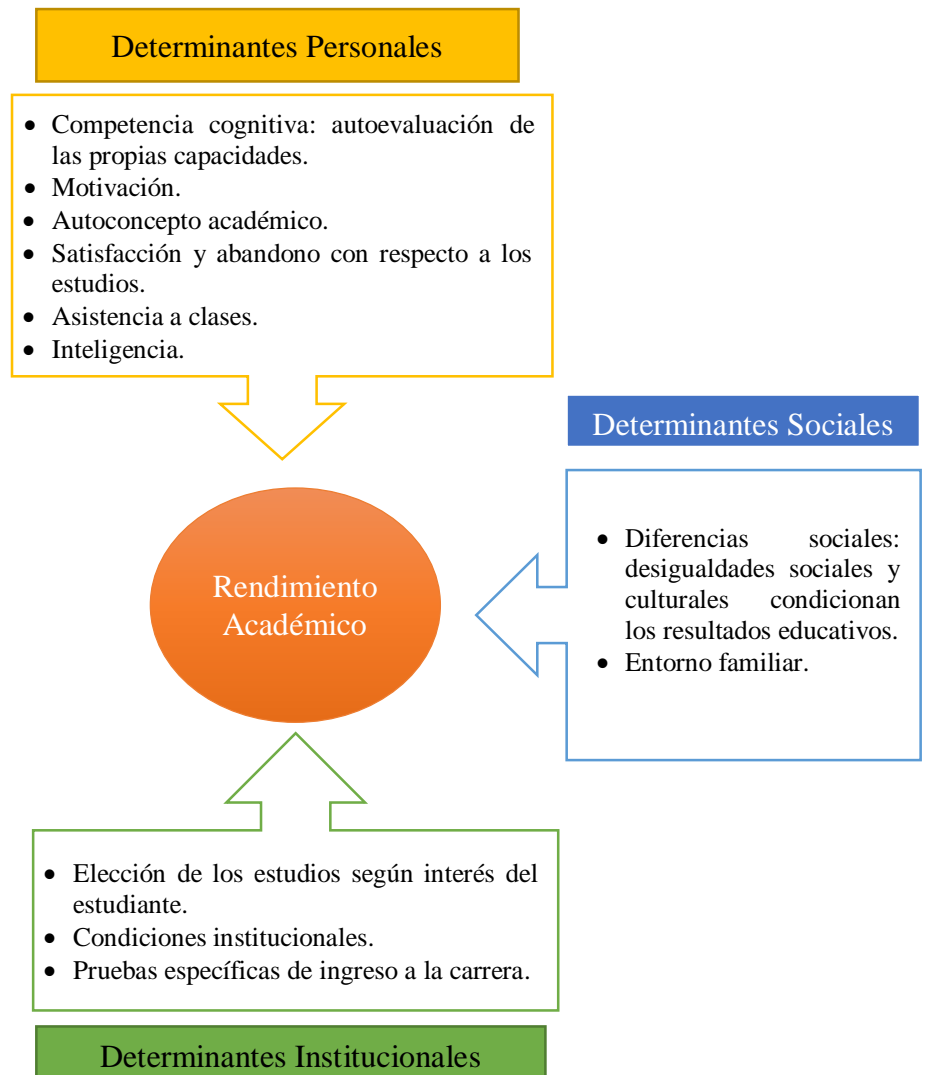 Determinantes Personales
• Competencia cognitiva: autoevaluación de
las propias capacidades.
• Motivación.
• Autoconcepto académico.
• Satisfacción y abandono con respecto a los
estudios.
• Asistencia a clases.
• Inteligencia.
Determinantes Sociales
• Diferencias sociales:
desigualdades sociales y
culturales condicionan
los resultados educativos.
• Entorno familiar.
Rendimiento
Académico
• Elección de los estudios según interés del
estudiante.
• Condiciones institucionales.
• Pruebas específicas de ingreso a la carrera.
Determinantes Institucionales